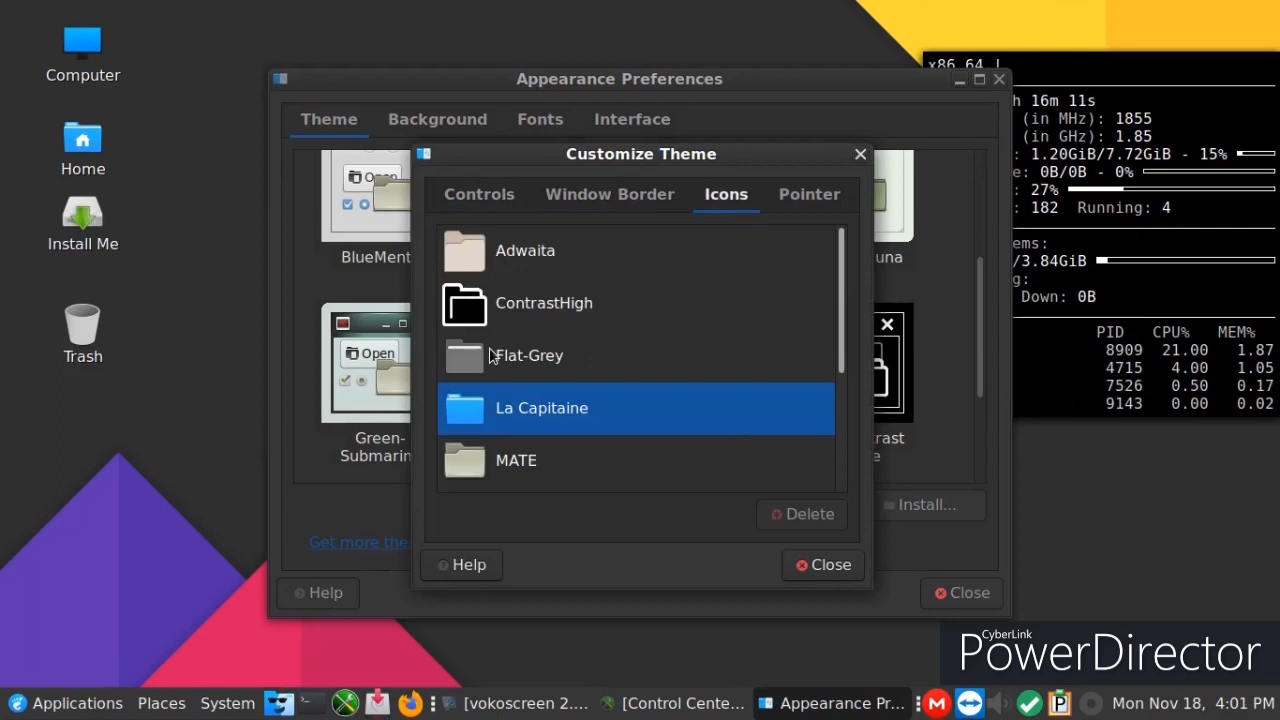 Computer
Home
Install Me
Trash
Appearance Preferences
Theme Background Fonts Interface
Open
BlueMent
una
Open
Green-
Submarin
rast
e
Install...
Get more the
Help
Close
Customize Theme
Controls Window Border Icons Pointer
Adwaita
ContrastHigh
Flat-Grey
La Capitaine
MATE
Delete
Help
Close
x86_64 !
h 16m 11s
(in MHz): 1855
(in GHz): 1.85
: 1.20GiB/7.72GiB - 15%
e: 0B/0B - 0%
: 27%
: 182 Running: 4
ems:
/3.84GiB
g:
Down: 0B
PID CPU% MEM%
8909 21.00 1.87
4715 4.00 1.05
7526 0.50 0.17
9143 0.00 0.02
CyberLink
PowerDirector
Applications Places System [vokoscreen 2.... [Control Cente... Appearance Pr... Mon Nov 18, 4:01 PM